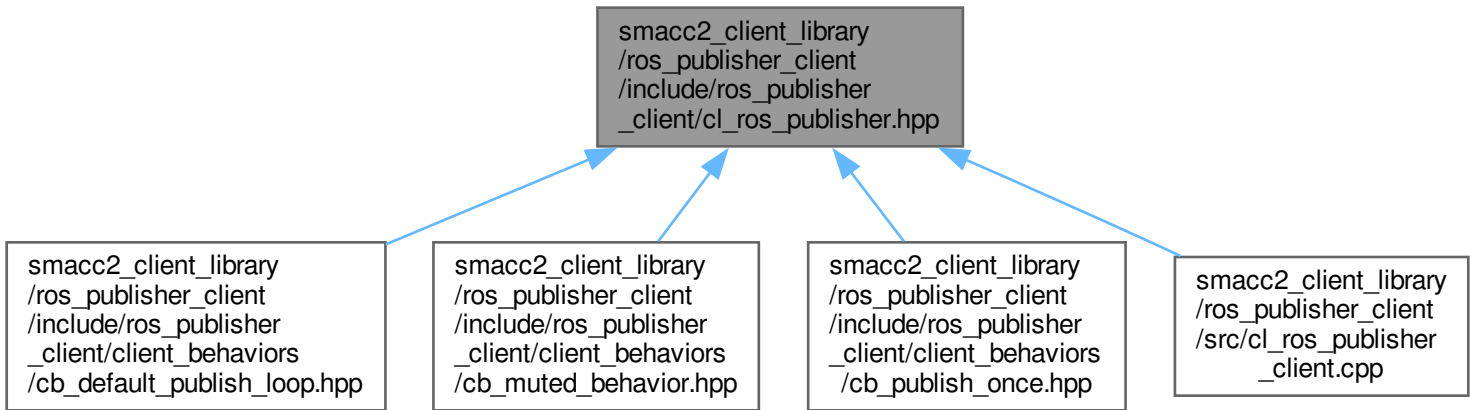 smacc2_client_library
/ros_publisher_client
/include/ros_publisher
_client/cl_ros_publisher.hpp
smacc2_client_library
/ros_publisher_client
/include/ros_publisher
_client/client_behaviors
/cb_default_publish_loop.hpp
smacc2_client_library
/ros_publisher_client
/include/ros_publisher
_client/client_behaviors
/cb_muted_behavior.hpp
smacc2_client_library
/ros_publisher_client
/include/ros_publisher
_client/client_behaviors
/cb_publish_once.hpp
smacc2_client_library
/ros_publisher_client
/src/cl_ros_publisher
_client.cpp